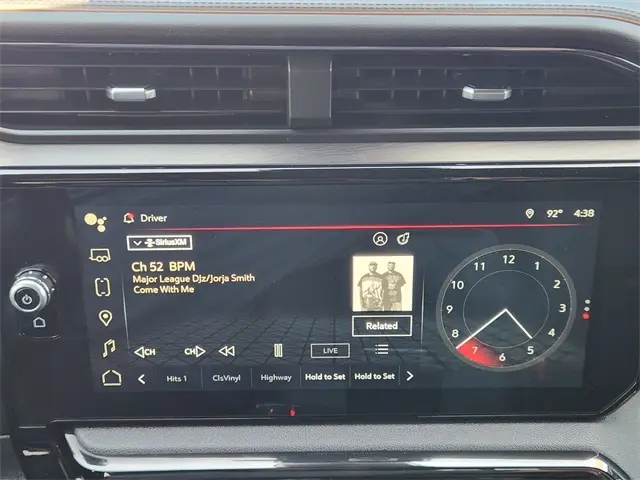 Driver
92° 4:38
SiriusXM
Ch 52 BPM
Major League DJz/Jorja Smith
Come With Me
Related
CH CH LIVE
Hits 1 ClsVinyl Highway Hold to Set Hold to Set
12
11 1
10 2
9 3
8 4
7 5
6